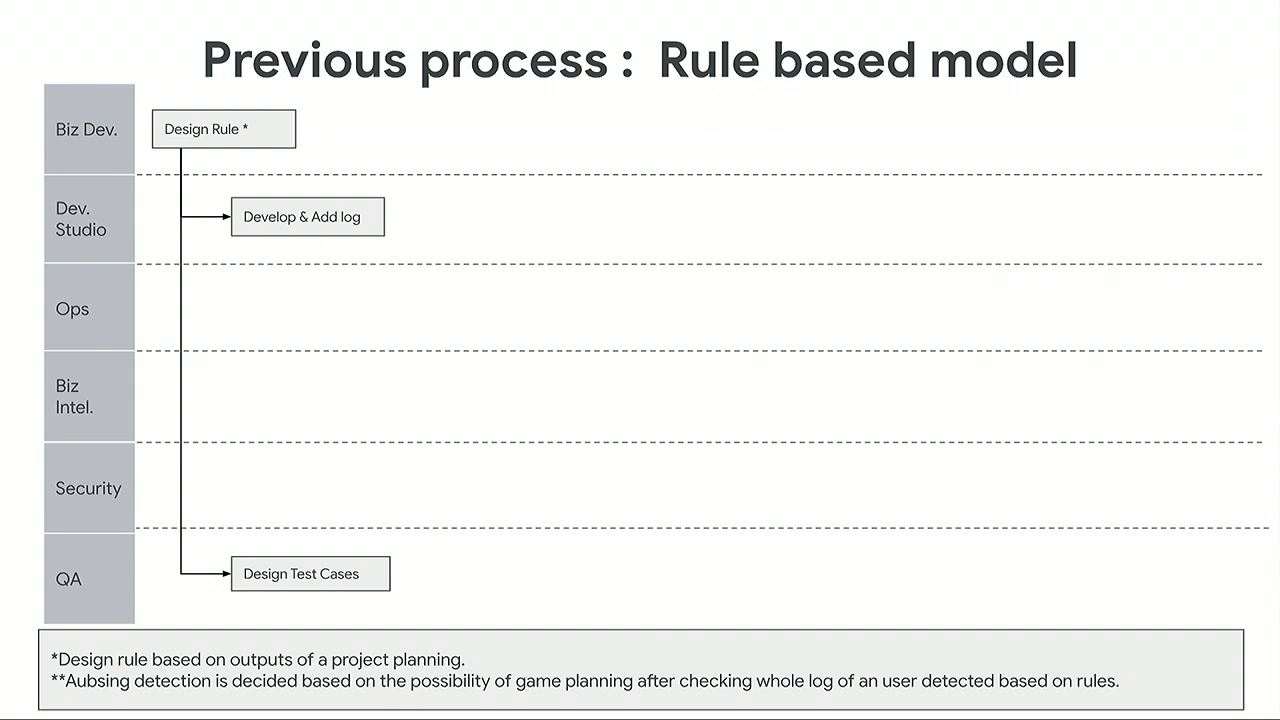 Previous process :  Rule based model
Biz Dev.
Design Rule *
Dev.
Studio
Develop & Add log
Ops
Biz
Intel.
Security
QA
Design Test Cases
*Design rule based on outputs of a project planning.
**Aubsing detection is decided based on the possibility of game planning after checking whole log of an user detected based on rules.